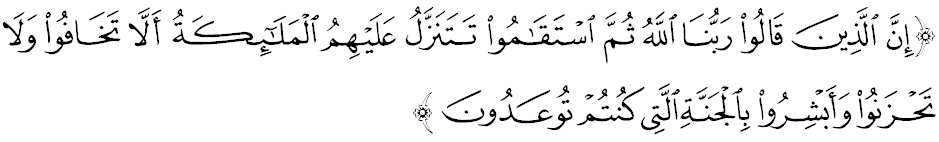 ﴿إِنَّ ٱلَّذِينَ قَالُواْ رَبُّنَا ٱللَّهُ ثُمَّ ٱسۡتَقَٰمُواْ تَتَنَزَّلُ عَلَيۡهِمُ ٱلۡمَلَٰٓئِكَةُ أَلَّا تَخَافُواْ وَلَا
تَحۡزَنُواْ وَأَبۡشِرُواْ بِٱلۡجَنَّةِ ٱلَّتِي كُنتُمۡ تُوعَدُونَ﴾